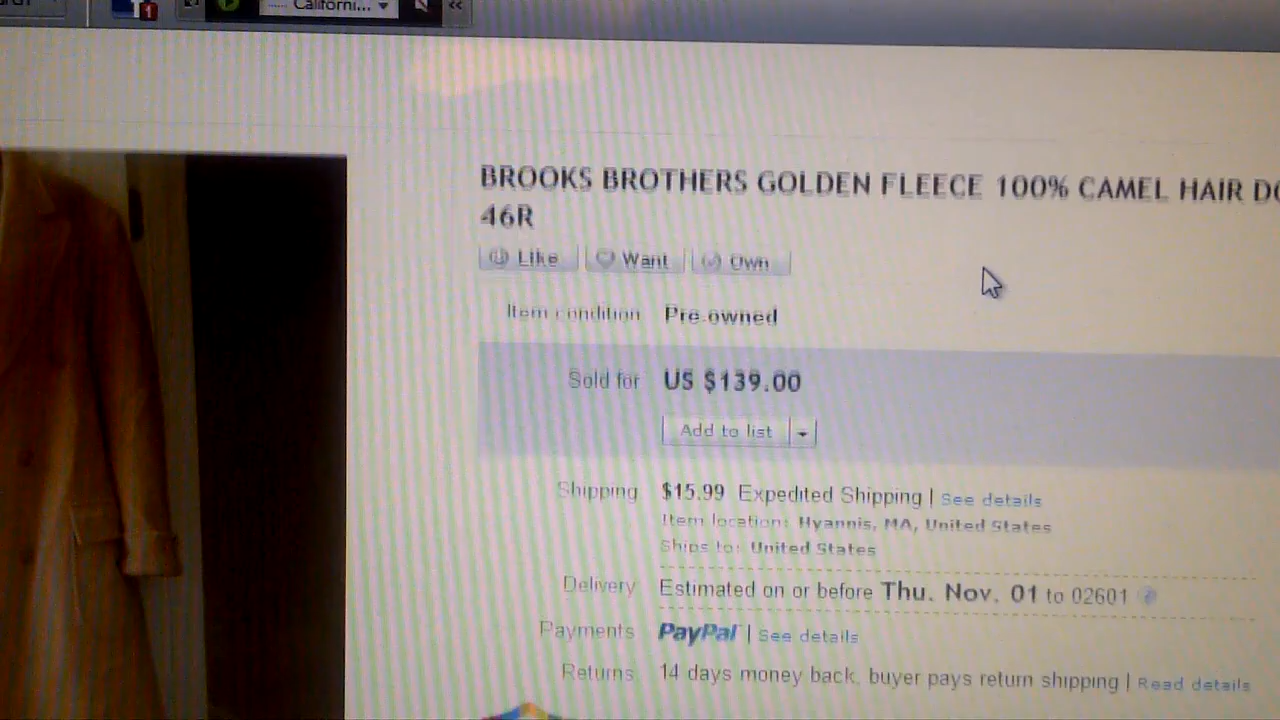 1
Californi...
BROOKS BROTHERS GOLDEN FLEECE 100% CAMEL HAIR
46R
Like Want Own
Item condition Pre-owned
Sold for US $139.00
Add to list
Shipping $15.99 Expedited Shipping | See details
Item location: Hyannis, MA, United States
Ships to: United States
Delivery Estimated on or before Thu. Nov. 01 to 02601
Payments PayPal | See details
Returns 14 days money back, buyer pays return shipping | Read details